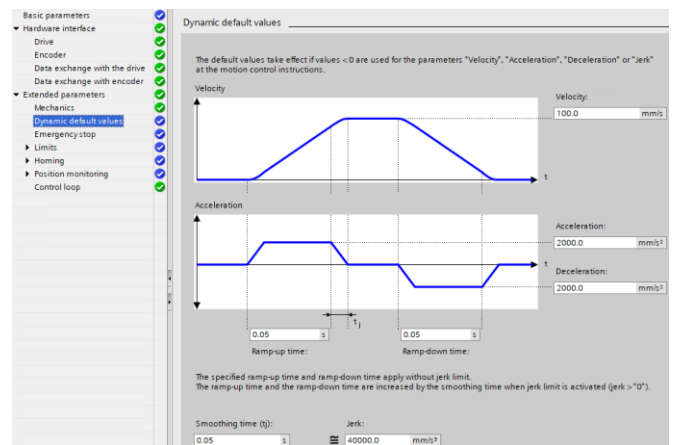 Basic parameters
Hardware interface
Drive
Encoder
Data exchange with the drive
Data exchange with encoder
Extended parameters
Mechanics
Dynamic default values
Emergency stop
Limits
Homing
Position monitoring
Control loop
Dynamic default values
The default values take effect if values < 0 are used for the parameters "Velocity", "Acceleration", "Deceleration" or "Jerk"
at the motion control instructions.
Velocity
Velocity:
100.0 mm/s
t
Acceleration
Acceleration:
2000.0 mm/s²
t
Deceleration:
2000.0 mm/s²
tj
0.05 s 0.05 s
Ramp-up time: Ramp-down time:
The specified ramp-up time and ramp-down time apply without jerk limit.
The ramp-up time and the ramp-down time are increased by the smoothing time when jerk limit is activated (jerk > "0").
Smoothing time (tj): Jerk:
0.05 s ≅ 40000.0 mm/s³